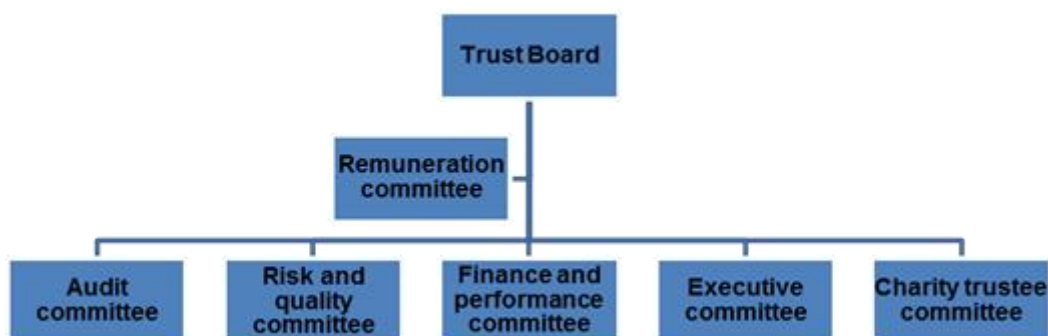 Trust Board
Remuneration
committee
Audit
committee
Risk and
quality
committee
Finance and
performance
committee
Executive
committee
Charity trustee
committee